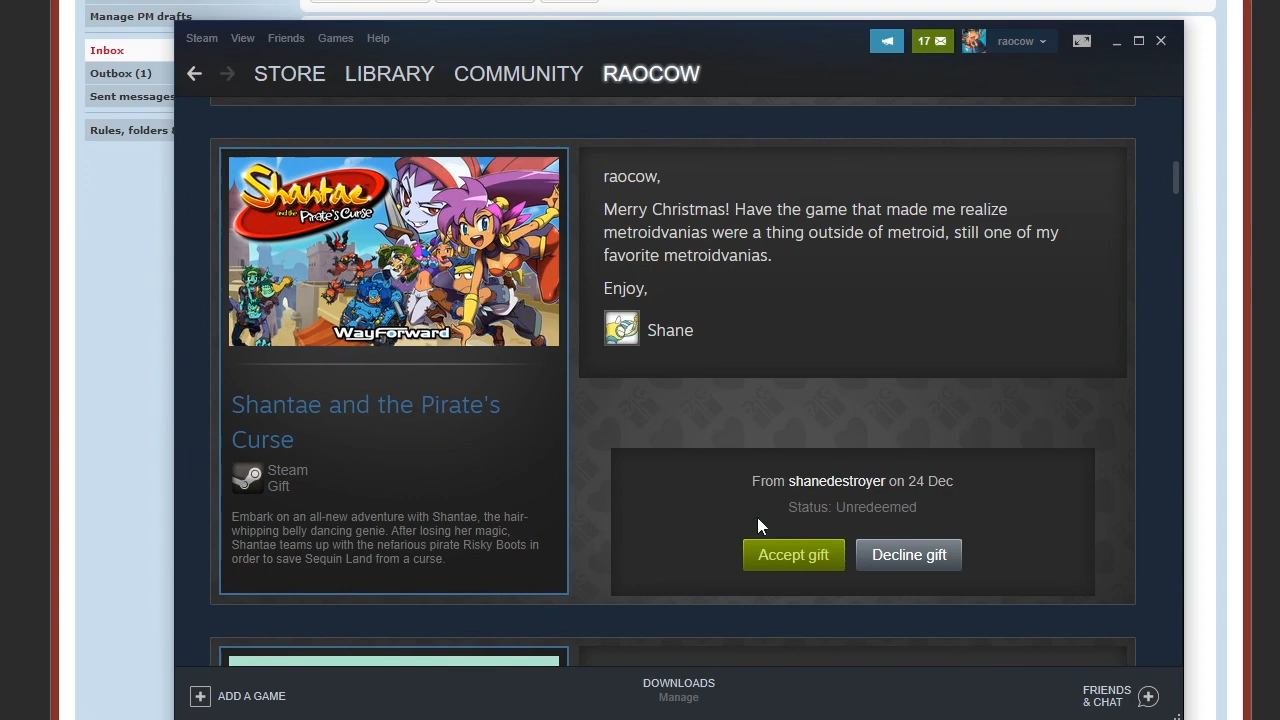 Manage PM drafts
Inbox
Outbox (1)
Sent messages
Rules, folders &
Steam View Friends Games Help
17
raocow
STORE LIBRARY COMMUNITY RAOCOW
Shantae
and the Pirate's Curse
WayForward
Shantae and the Pirate's
Curse
Steam
Gift
Embark on an all-new adventure with Shantae, the hair-
whipping belly dancing genie. After losing her magic,
Shantae teams up with the nefarious pirate Risky Boots in
order to save Sequin Land from a curse.
raocow,
Merry Christmas! Have the game that made me realize
metroidvanias were a thing outside of metroid, still one of my
favorite metroidvanias.
Enjoy,
Shane
From shanedestroyer on 24 Dec
Status: Unredeemed
Accept gift
Decline gift
ADD A GAME
DOWNLOADS
Manage
FRIENDS
& CHAT